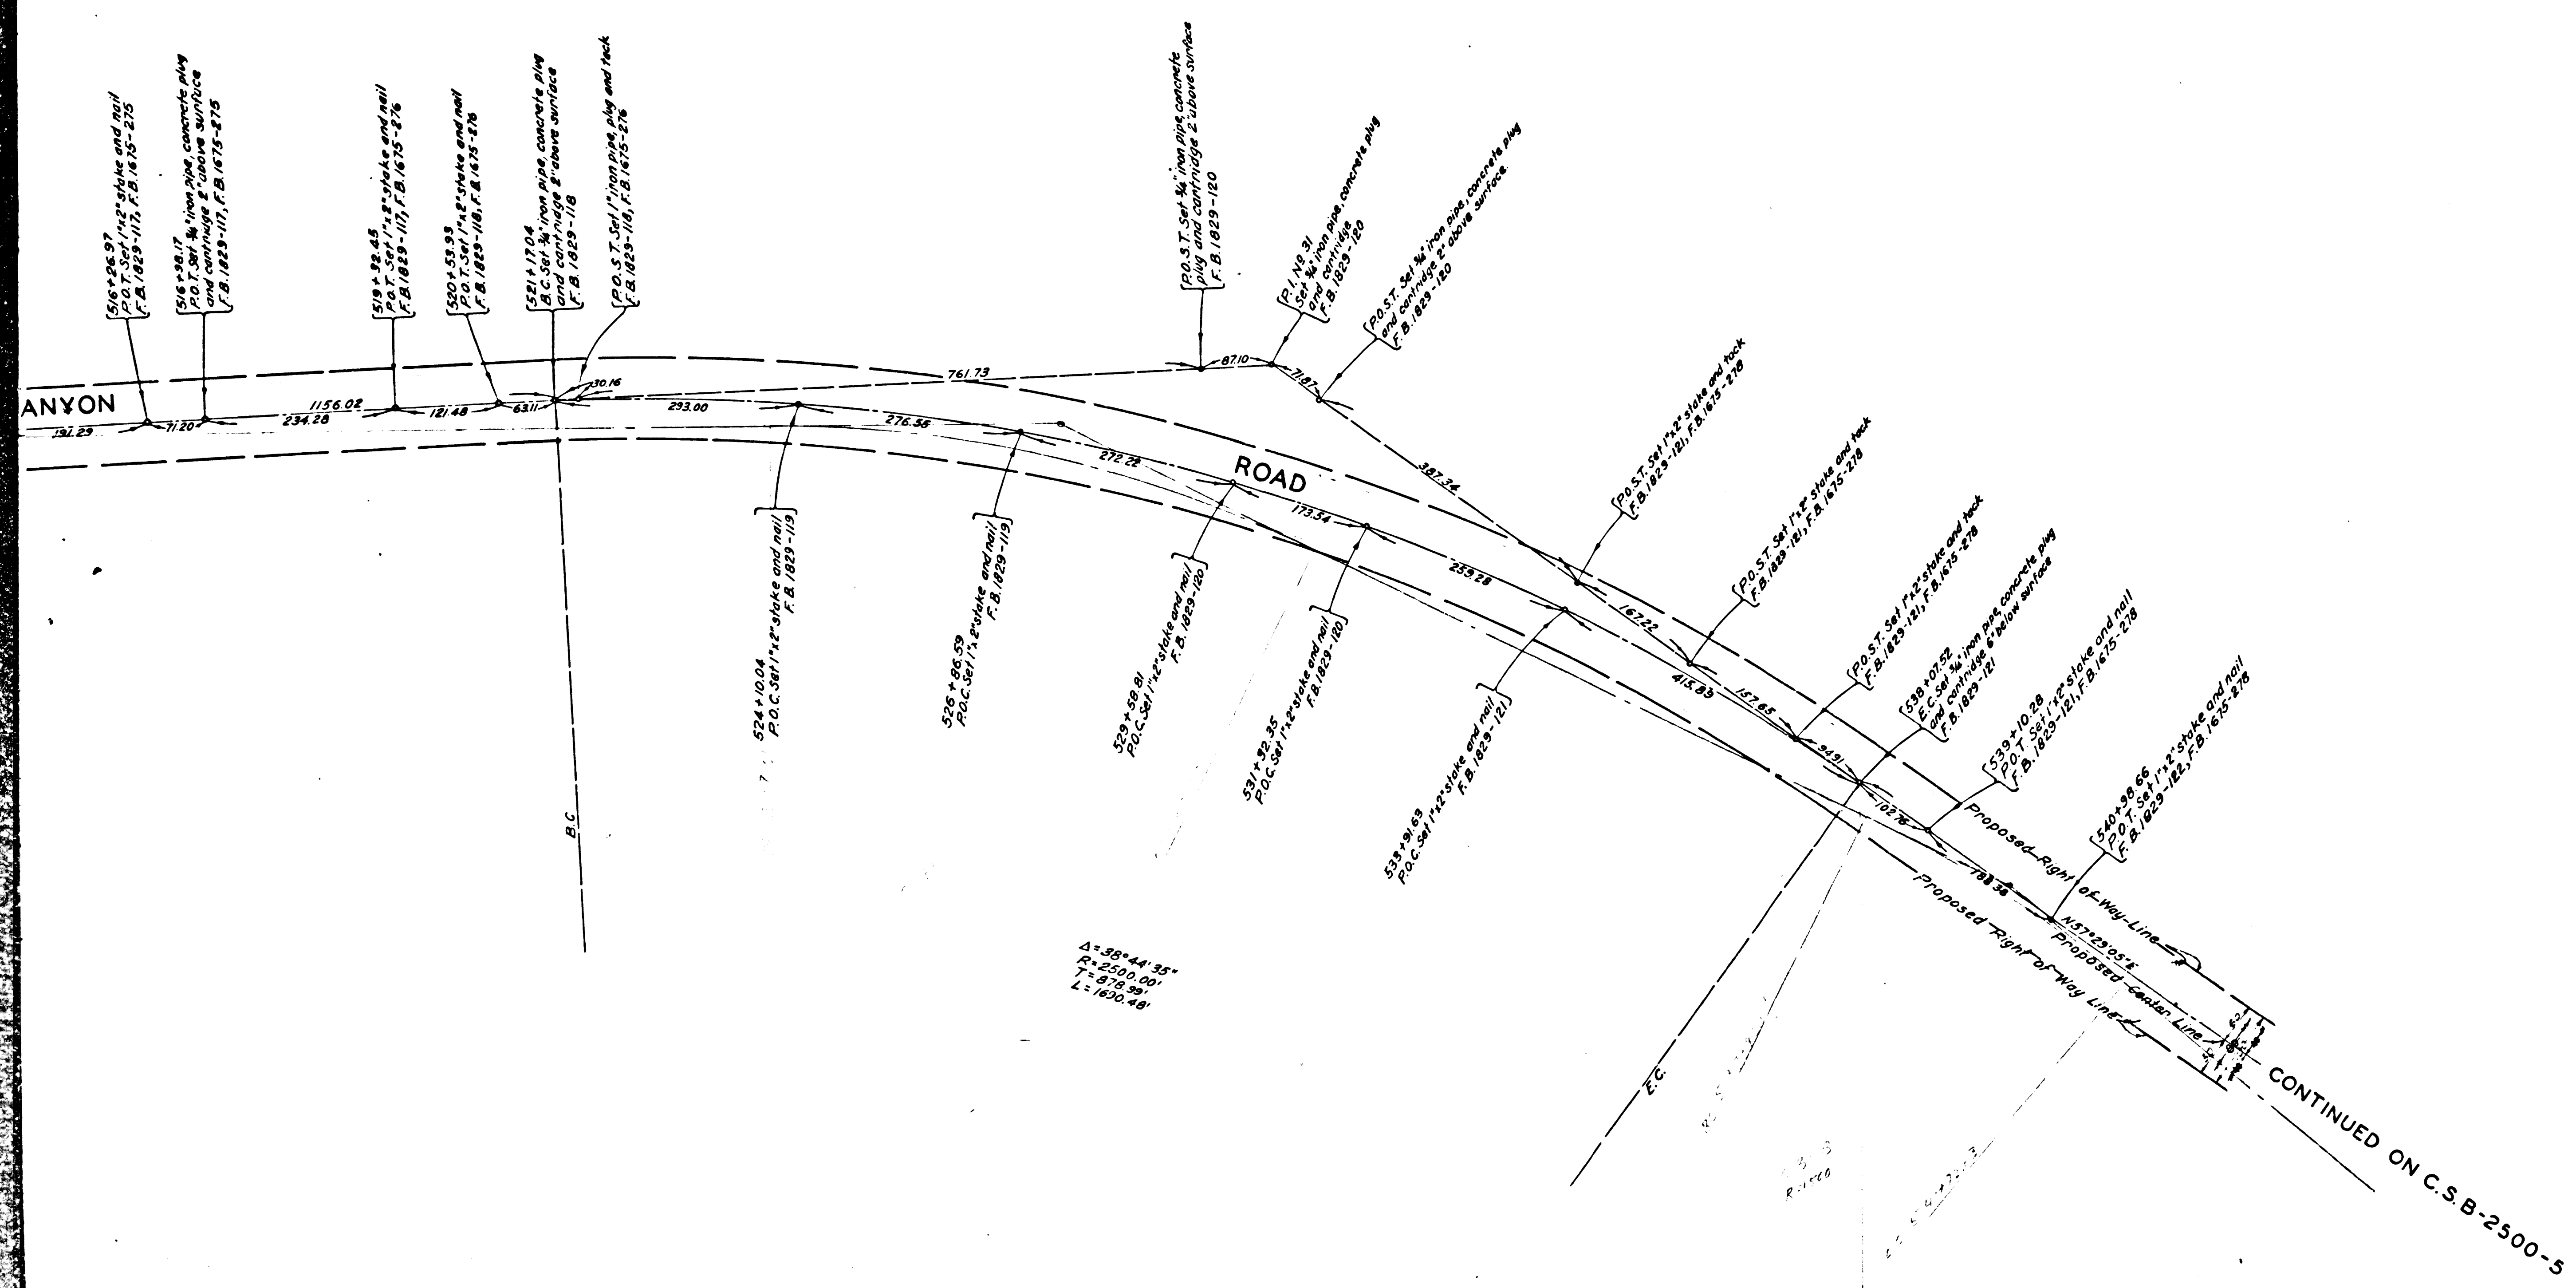 516+26.97
P.O.T. Set 1"x2" stake and nail
F.B. 1829-117, F.B. 1675-275
516+98.17
P.O.T. Set ¾" iron pipe, concrete plug
and cartridge 2" above surface
F.B. 1829-117, F.B. 1675-275
519+32.45
P.O.T. Set 1"x2" stake and nail
F.B. 1829-117, F.B. 1675-276
520+53.93
P.O.T. Set 1"x2" stake and nail
F.B. 1829-118, F.B. 1675-276
521+17.04
B.C. Set ¾" iron pipe, concrete plug
and cartridge 2" above surface
F.B. 1829-118
P.O.S.T. Set 1" iron pipe, plug and tack
F.B. 1829-118, F.B. 1675-276
P.O.S.T. Set ¾" iron pipe, concrete
plug and cartridge 2" above surface
F.B. 1829-120
P.I. Nº 31
Set ¾" iron pipe, concrete plug
and cartridge
F.B. 1829-120
P.O.S.T. Set ¾" iron pipe, concrete plug
and cartridge 2" above surface.
F.B. 1829-120
P.O.S.T. Set 1"x2" stake and tack
F.B. 1829-121, F.B. 1675-278
P.O.S.T. Set 1"x2" stake and tack
F.B. 1829-121, F.B. 1675-278
P.O.S.T. Set 1"x2" stake and tack
F.B. 1829-121, F.B. 1675-278
538+07.52
E.C. Set ¾" iron pipe, concrete plug
and cartridge 6" below surface
F.B. 1829-121
539+10.28
P.O.T. Set 1"x2" stake and nail
F.B. 1829-121, F.B. 1675-278
540+98.66
P.O.T. Set 1"x2" stake and nail
F.B. 1829-122, F.B. 1675-278
ANYON
191.29
71.20
1156.02
234.28
121.48
63.11
30.16
761.73
87.10
71.87
293.00
276.55
272.22
ROAD
173.54
387.34
259.28
167.22
415.89
157.65
94.91
102.76
188.38
524+10.04
P.O.C. Set 1"x2" stake and nail
F.B. 1829-119
526+86.59
P.O.C. Set 1"x2" stake and nail
F.B. 1829-119
529+58.81
P.O.C. Set 1"x2" stake and nail
F.B. 1829-120
531+32.35
P.O.C. Set 1"x2" stake and nail
F.B. 1829-120
533+91.63
P.O.C. Set 1"x2" stake and nail
F.B. 1829-121
B.C.
Δ=38°44'35"
R=2500.00'
T=878.99'
L=1690.48'
E.C.
Proposed Right of Way Line
N.57°29'05"E
Proposed Center Line
Proposed Right of Way Line
CONTINUED ON C.S.B-2500-5